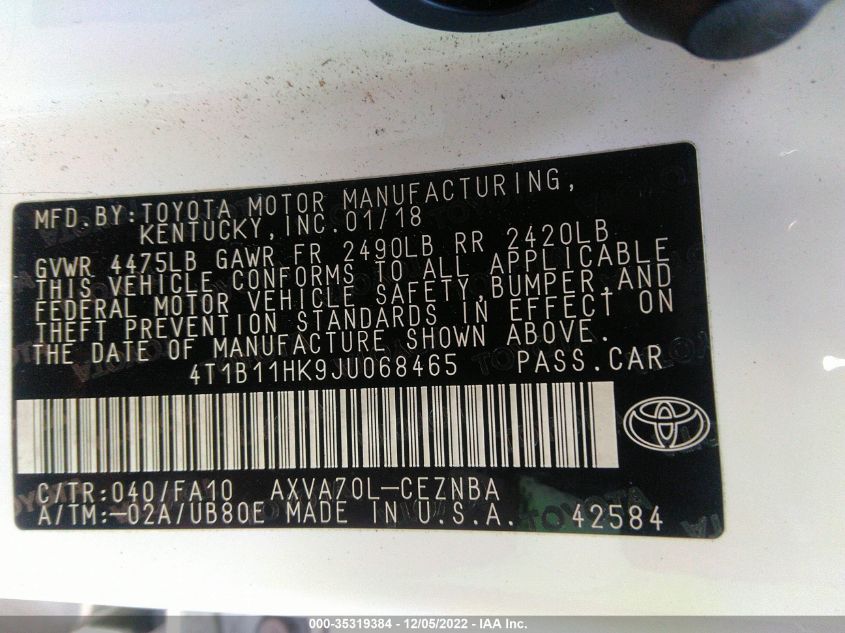 MFD.BY:TOYOTA MOTOR MANUFACTURING,
KENTUCKY,INC.01/18
GVWR 4475LB GAWR FR 2490LB RR 2420LB
THIS VEHICLE CONFORMS TO ALL APPLICABLE
FEDERAL MOTOR VEHICLE SAFETY,BUMPER,AND
THEFT PREVENTION STANDARDS IN EFFECT ON
THE DATE OF MANUFACTURE SHOWN ABOVE.
4T1B11HK9JU068465 PASS.CAR
C/TR:040/FA10 AXVA70L-CEZNBA
A/TM:-02A/UB80E MADE IN U.S.A. 42584
000-35319384 - 12/05/2022 - IAA Inc.